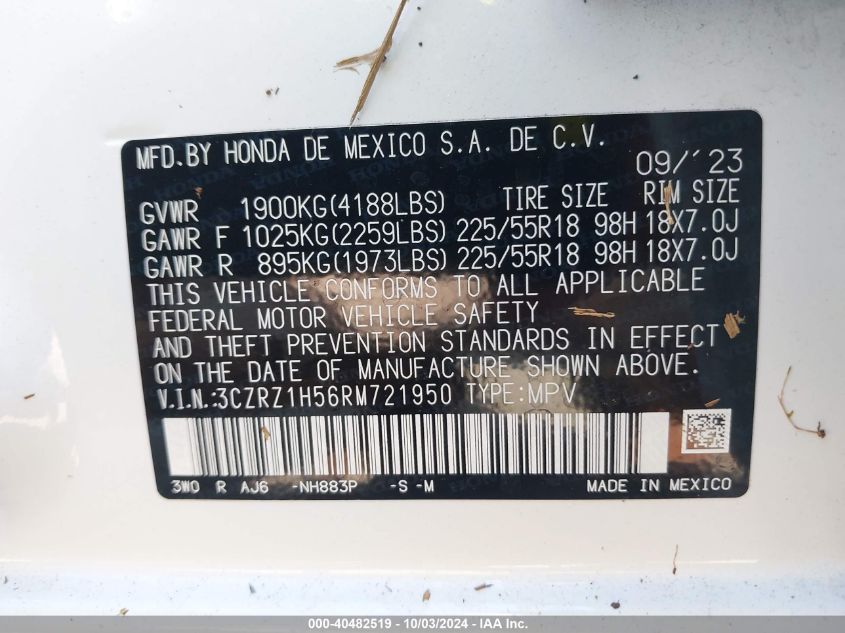 MFD.BY HONDA DE MEXICO S.A. DE C.V.
09/'23
GVWR 1900KG(4188LBS) TIRE SIZE RIM SIZE
GAWR F 1025KG(2259LBS) 225/55R18 98H 18X7.0J
GAWR R 895KG(1973LBS) 225/55R18 98H 18X7.0J
THIS VEHICLE CONFORMS TO ALL APPLICABLE
FEDERAL MOTOR VEHICLE SAFETY
AND THEFT PREVENTION STANDARDS IN EFFECT
ON THE DATE OF MANUFACTURE SHOWN ABOVE.
V.I.N.:3CZRZ1H56RM721950 TYPE:MPV
3W0 R AJ6 -NH883P -S -M MADE IN MEXICO
000-40482519 - 10/03/2024 - IAAI Inc.